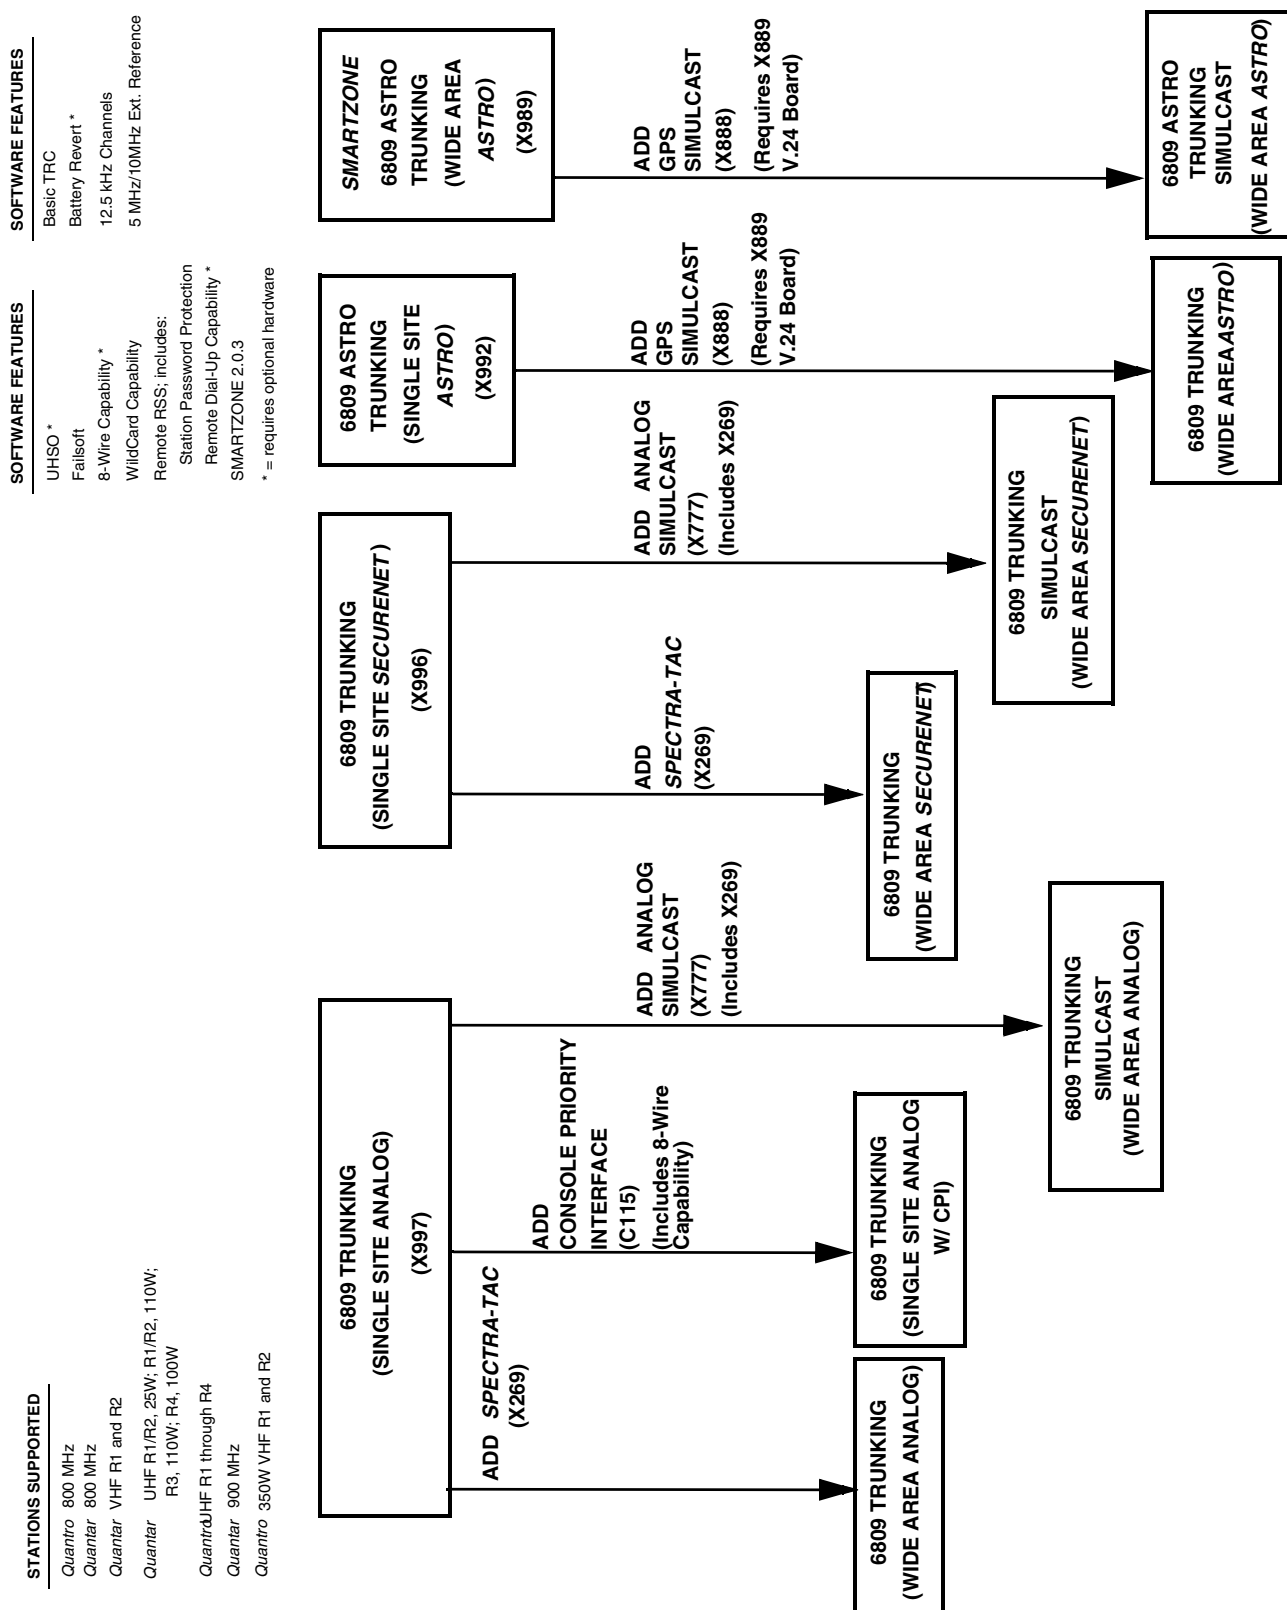 STATIONS SUPPORTED
Quantro 800 MHz
Quantar 800 MHz
Quantar VHF R1 and R2
Quantar UHF R1/R2, 25W; R1/R2, 110W;
R3, 110W; R4, 100W
Quantro UHF R1 through R4
Quantar 900 MHz
Quantro 350W VHF R1 and R2
SOFTWARE FEATURES
UHSO *
Failsoft
8-Wire Capability *
WildCard Capability
Remote RSS; includes:
Station Password Protection
Remote Dial-Up Capability *
SMARTZONE 2.0.3
* = requires optional hardware
SOFTWARE FEATURES
Basic TRC
Battery Revert *
12.5 kHz Channels
5 MHz/10MHz Ext. Reference
6809 TRUNKING
(SINGLE SITE ANALOG)
(X997)
6809 TRUNKING
(SINGLE SITE SECURENET)
(X996)
6809 ASTRO
TRUNKING
(SINGLE SITE
ASTRO)
(X992)
SMARTZONE
6809 ASTRO
TRUNKING
(WIDE AREA
ASTRO)
(X989)
ADD SPECTRA-TAC
(X269)
ADD
CONSOLE PRIORITY
INTERFACE
(C115)
(Includes 8-Wire
Capability)
ADD ANALOG
SIMULCAST
(X777)
(Includes X269)
ADD
SPECTRA-TAC
(X269)
ADD ANALOG
SIMULCAST
(X777)
(Includes X269)
ADD
GPS
SIMULCAST
(X888)
(Requires X889
V.24 Board)
ADD
GPS
SIMULCAST
(X888)
(Requires X889
V.24 Board)
6809 TRUNKING
(WIDE AREA ANALOG)
6809 TRUNKING
(SINGLE SITE ANALOG
W/ CPI)
6809 TRUNKING
SIMULCAST
(WIDE AREA ANALOG)
6809 TRUNKING
(WIDE AREA SECURENET)
6809 TRUNKING
SIMULCAST
(WIDE AREA SECURENET)
6809 TRUNKING
(WIDE AREA ASTRO)
6809 ASTRO
TRUNKING
SIMULCAST
(WIDE AREA ASTRO)